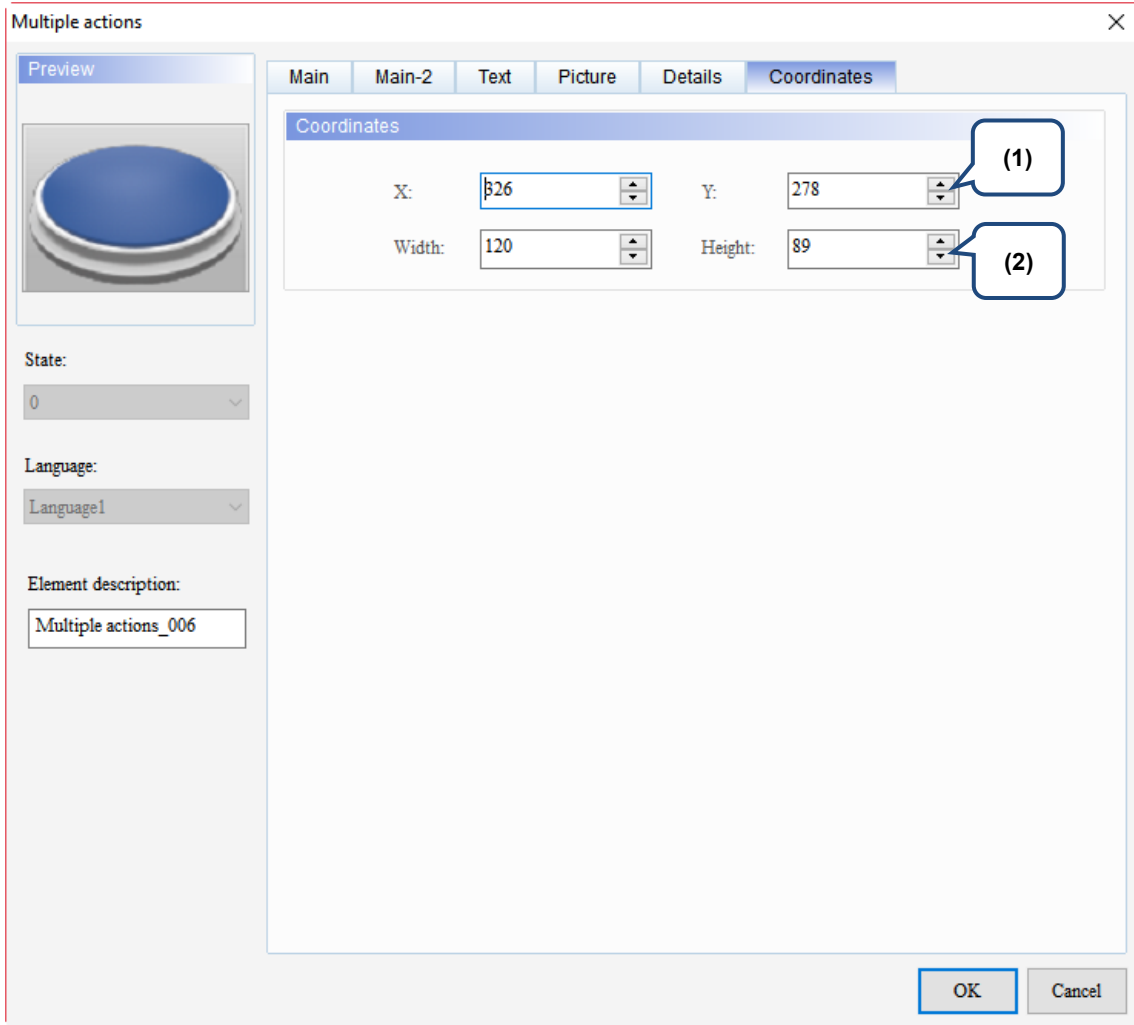 Multiple actions
Preview
Main Main-2 Text Picture Details Coordinates
Coordinates
(1)
X: 326 Y: 278
Width: 120 Height: 89
(2)
State:
0
Language:
Language1
Element description:
Multiple actions_006
OK Cancel